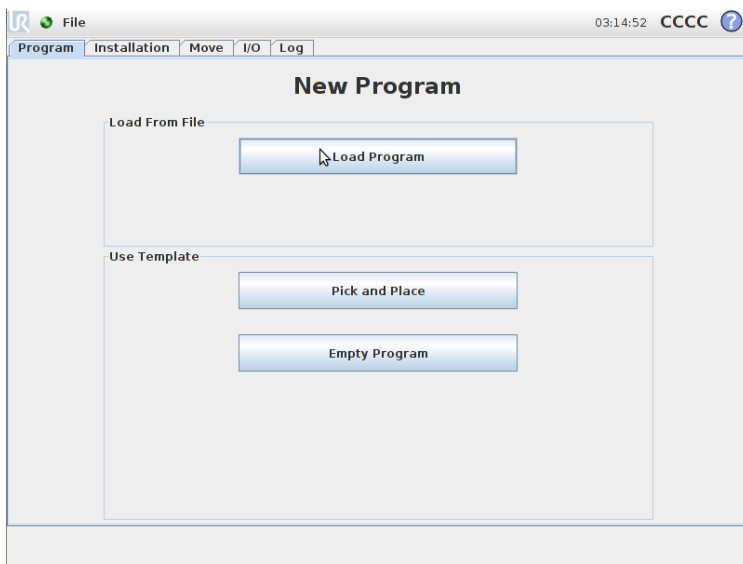 UR File 03:14:52 CCCC ?
Program Installation Move I/O Log
New Program
Load From File
Load Program
Use Template
Pick and Place
Empty Program